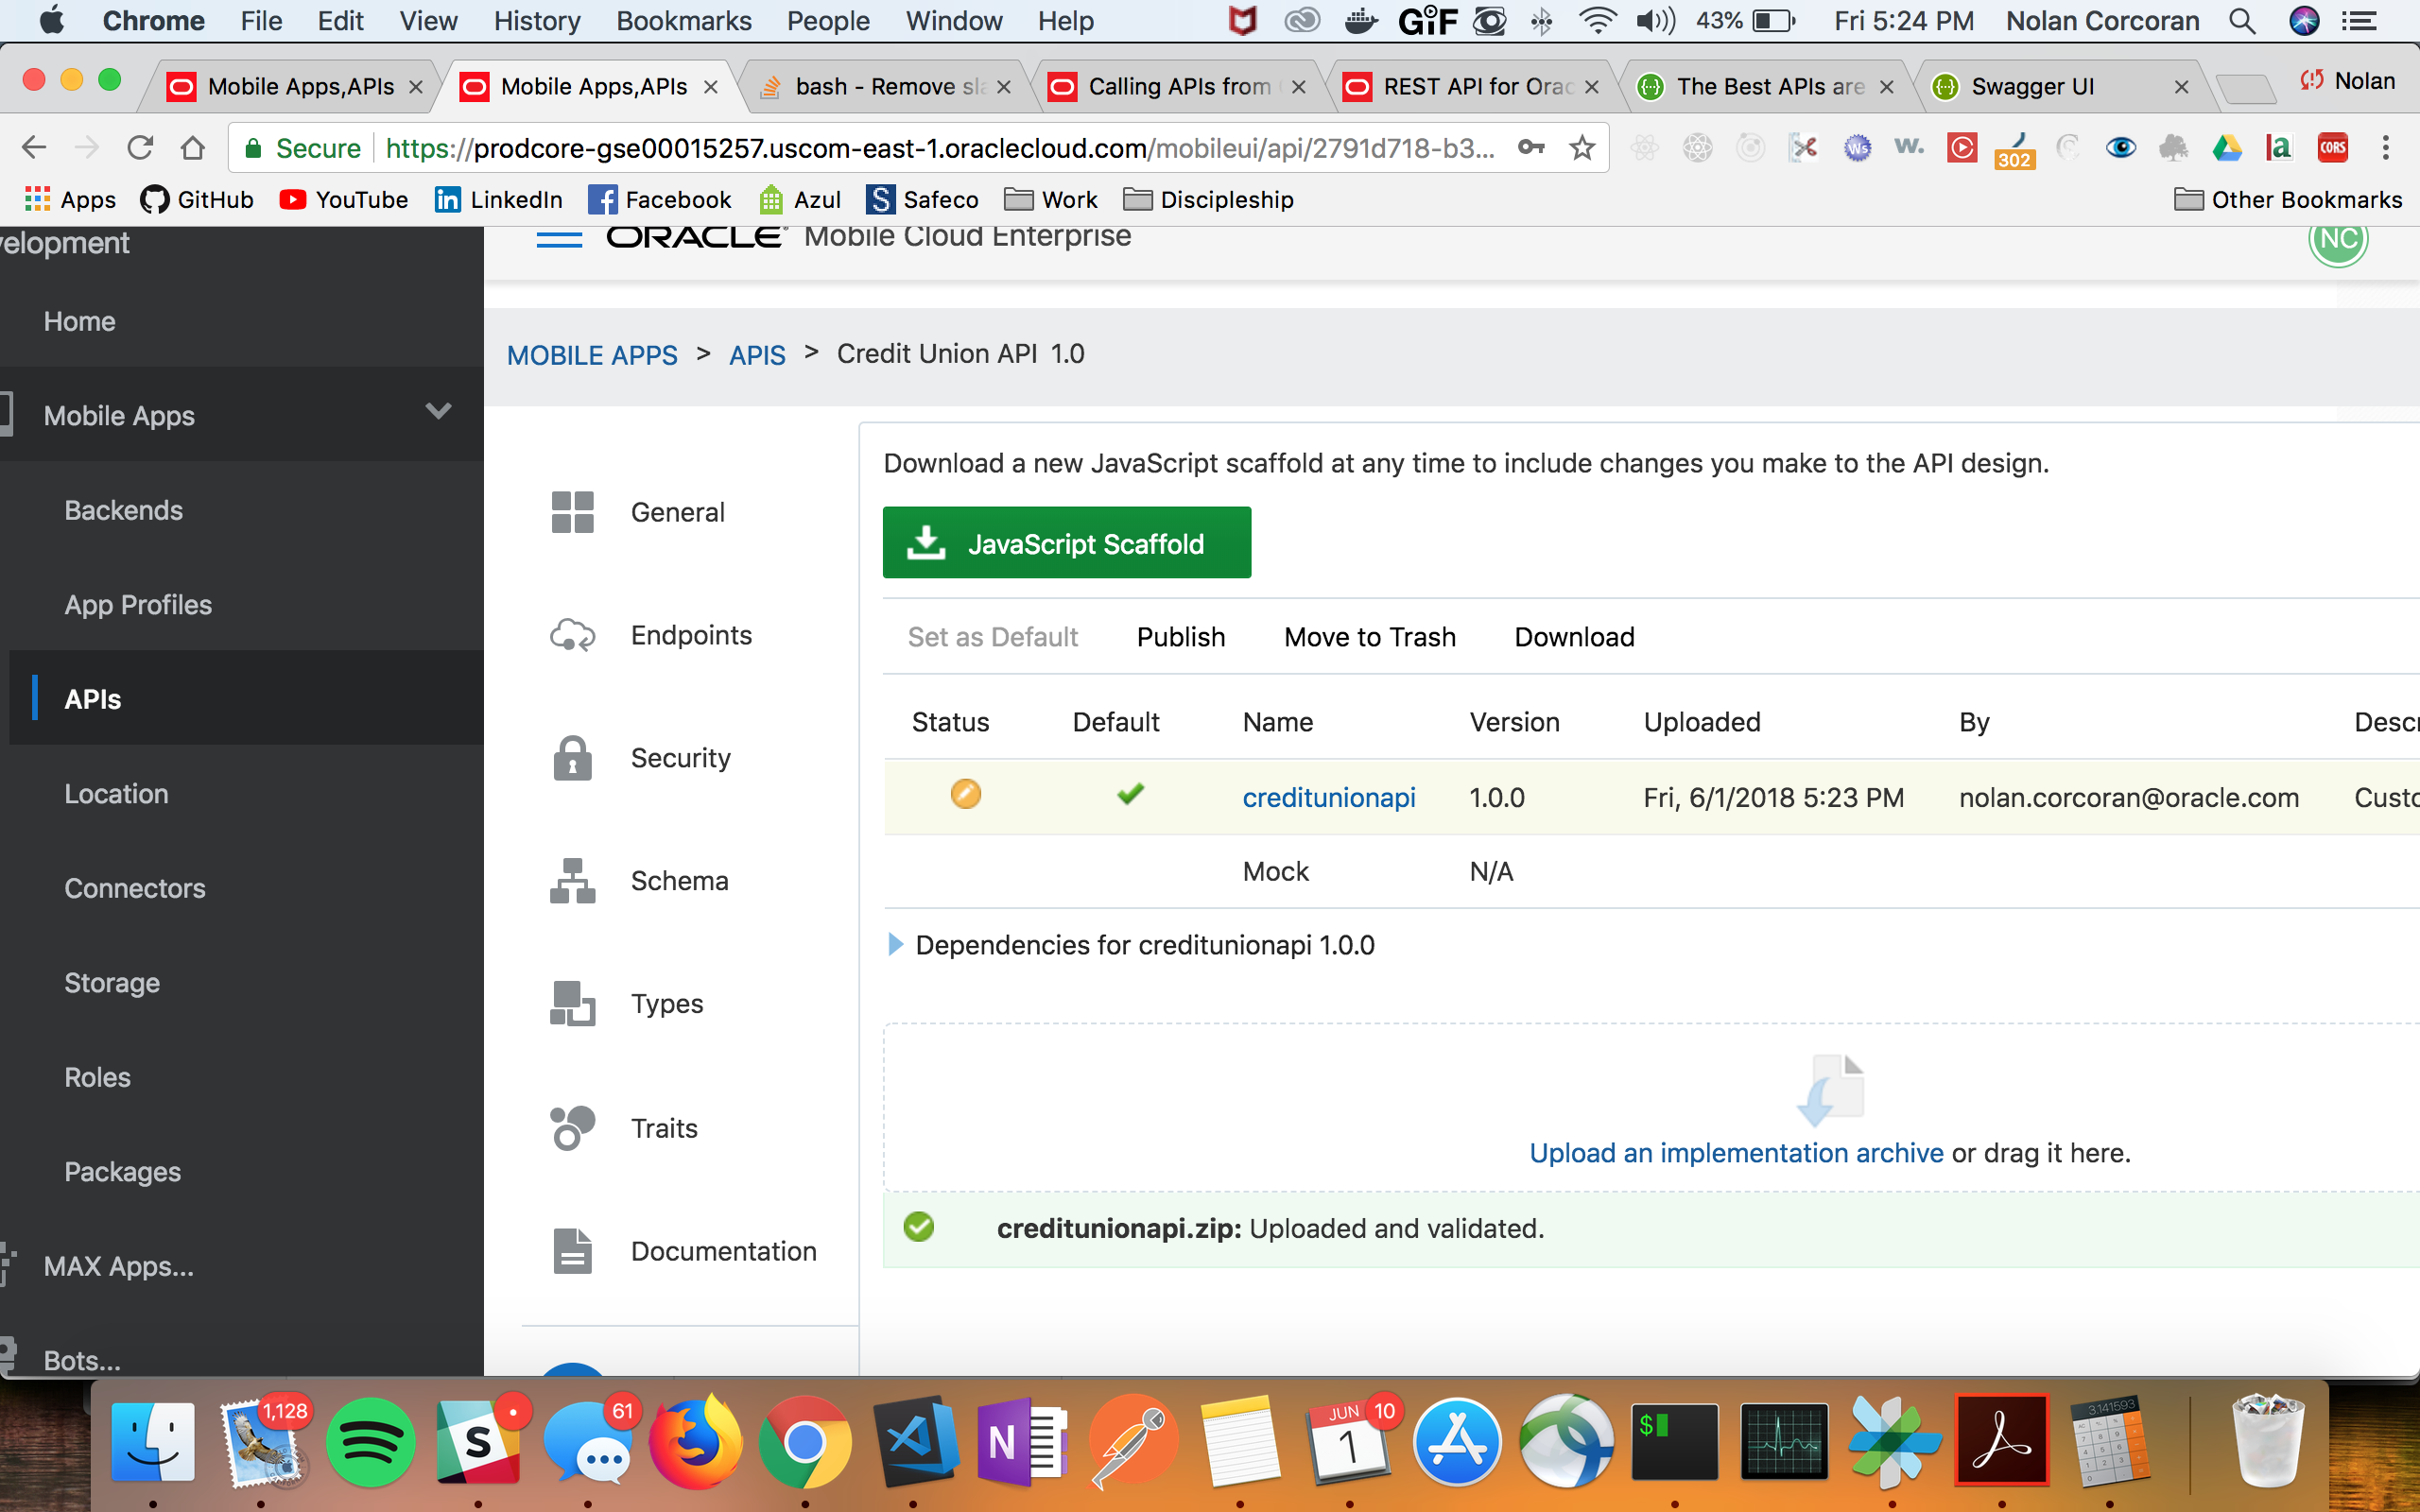 Chrome File Edit View History Bookmarks People Window Help GIF 43% Fri 5:24 PM Nolan Corcoran
Mobile Apps,APIs Mobile Apps,APIs bash - Remove sla Calling APIs from REST API for Orac The Best APIs are Swagger UI Nolan
Secure https://prodcore-gse00015257.uscom-east-1.oraclecloud.com/mobileui/api/2791d718-b3... Ws w. 302 a CORS
Apps GitHub YouTube in LinkedIn Facebook Azul S Safeco Work Discipleship Other Bookmarks
velopment
Home
Mobile Apps
Backends
App Profiles
APIs
Location
Connectors
Storage
Roles
Packages
MAX Apps...
Bots...
ORACLE Mobile Cloud Enterprise NC
MOBILE APPS > APIS > Credit Union API 1.0
General
Endpoints
Security
Schema
Types
Traits
Documentation
Download a new JavaScript scaffold at any time to include changes you make to the API design.
JavaScript Scaffold
Set as Default Publish Move to Trash Download
Status Default Name Version Uploaded By Descr
creditunionapi 1.0.0 Fri, 6/1/2018 5:23 PM nolan.corcoran@oracle.com Custo
Mock N/A
Dependencies for creditunionapi 1.0.0
Upload an implementation archive or drag it here.
creditunionapi.zip: Uploaded and validated.
1,128 S 61 N JUN 1 10 $ 3.141593